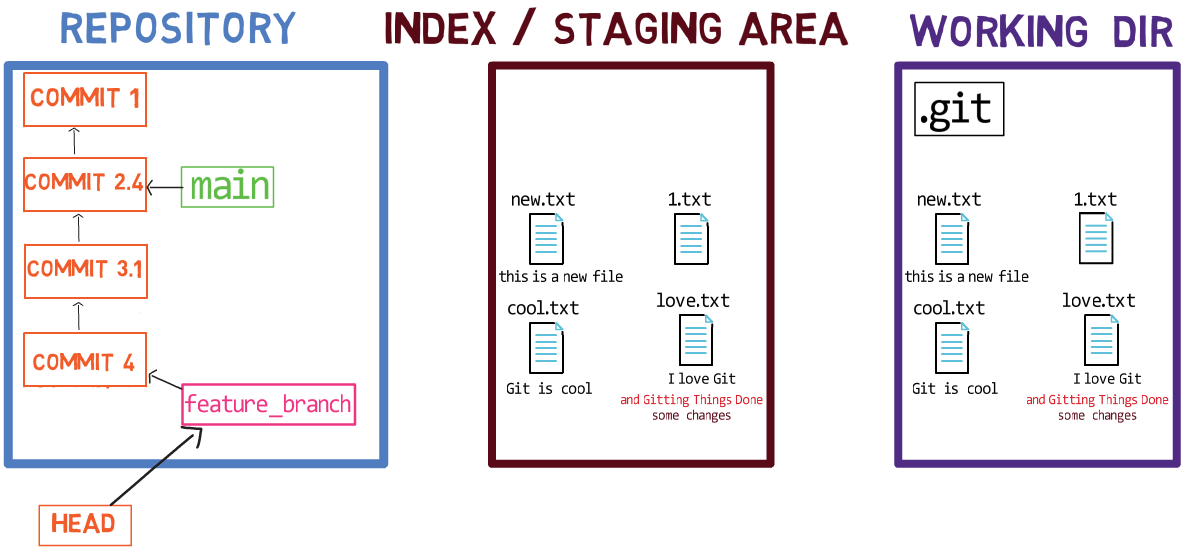 REPOSITORY
INDEX / STAGING AREA
WORKING DIR
COMMIT 1
COMMIT 2.4
main
COMMIT 3.1
COMMIT 4
feature_branch
HEAD
new.txt
1.txt
this is a new file
cool.txt
love.txt
Git is cool
I love Git
and Gitting Things Done
some changes
.git
new.txt
1.txt
this is a new file
cool.txt
love.txt
Git is cool
I love Git
and Gitting Things Done
some changes